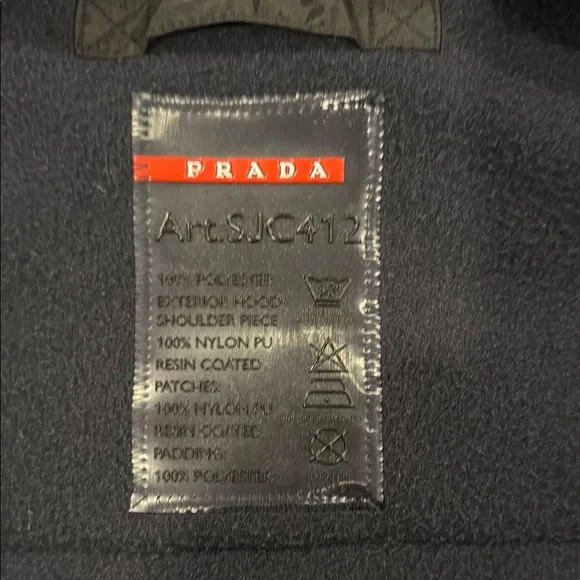 PRADA
Art.SJC412
100% POLYESTER
EXTERIOR HOOD/
SHOULDER PIECE
100% NYLON PU
RESIN COATED
PATCHES:
100% NYLON PU
RESIN COATED
PADDING:
100% POLYESTER